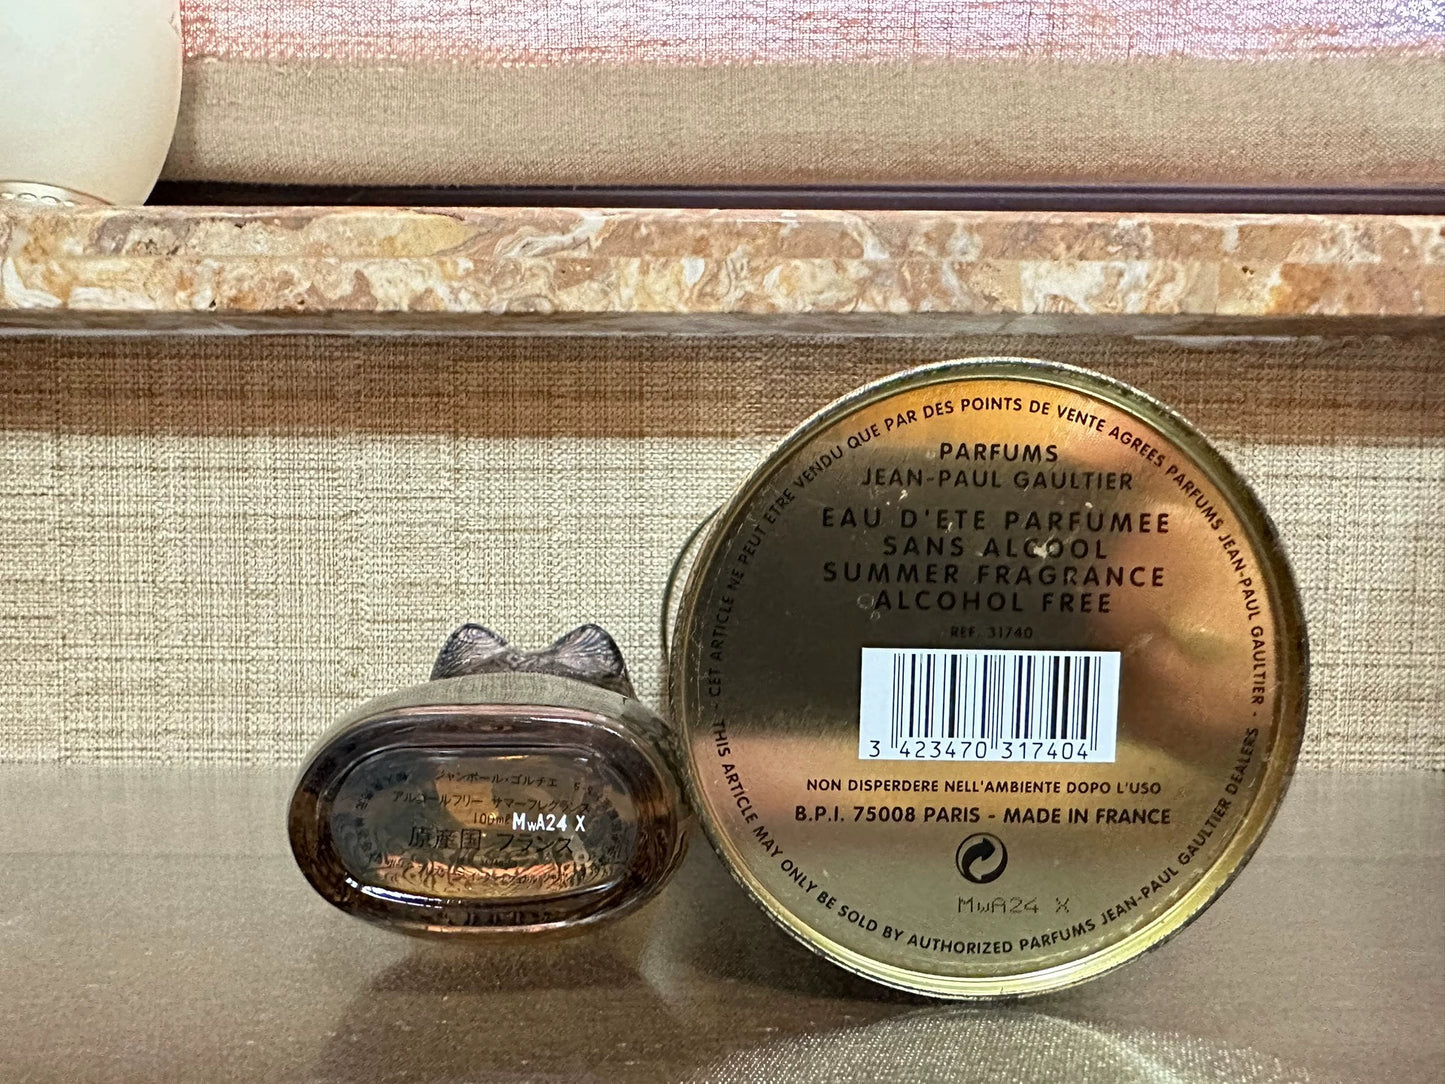 ジャンポール・ゴルチエ
アルコールフリー サマーフレグランス
100ml
MwA24 X
原産国 フランス
CET ARTICLE NE PEUT ETRE VENDU QUE PAR DES POINTS DE VENTE AGREES PARFUMS JEAN-PAUL GAULTIER -
THIS ARTICLE MAY ONLY BE SOLD BY AUTHORIZED PARFUMS JEAN-PAUL GAULTIER DEALERS -
PARFUMS
JEAN-PAUL GAULTIER
EAU D'ETE PARFUMEE
SANS ALCOOL
SUMMER FRAGRANCE
ALCOHOL FREE
REF. 31740
3 423470 317404
NON DISPERDERE NELL'AMBIENTE DOPO L'USO
B.P.I. 75008 PARIS - MADE IN FRANCE
MwA24 X